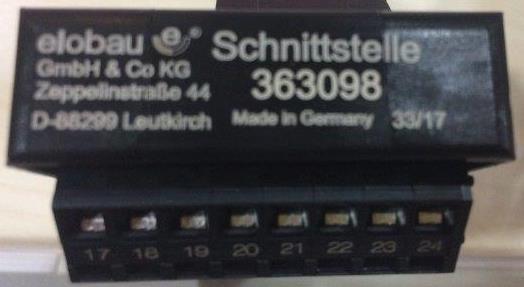 elobau e ® Schnittstelle
GmbH & Co KG 363098
Zeppelinstraße 44
D-88299 Leutkirch Made in Germany 33/17
17 18 19 20 21 22 23 24